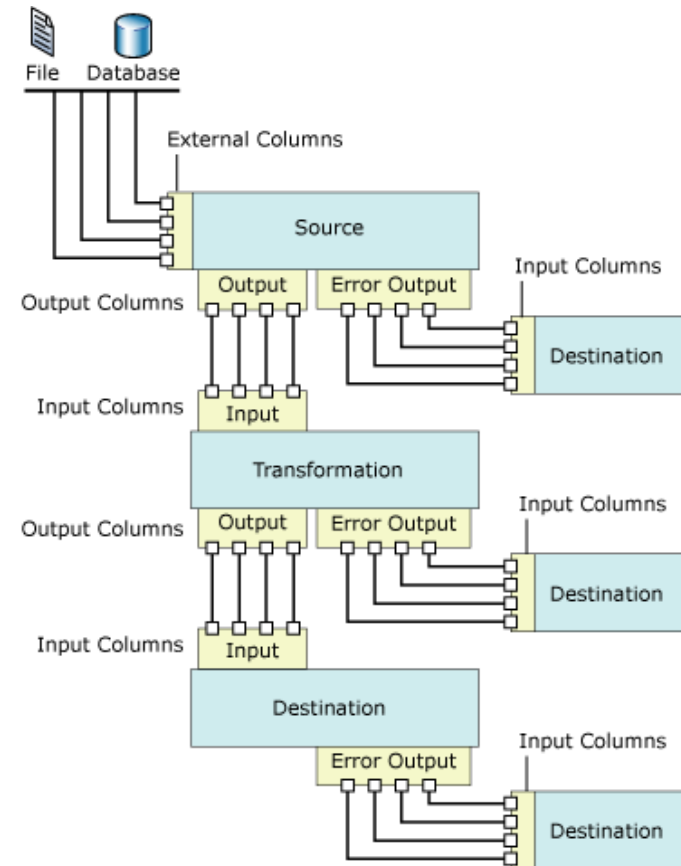 File Database
External Columns
Source
Output Error Output
Input Columns
Output Columns
Destination
Input Columns
Input
Transformation
Output Error Output
Input Columns
Output Columns
Destination
Input Columns
Input
Destination
Error Output
Input Columns
Destination